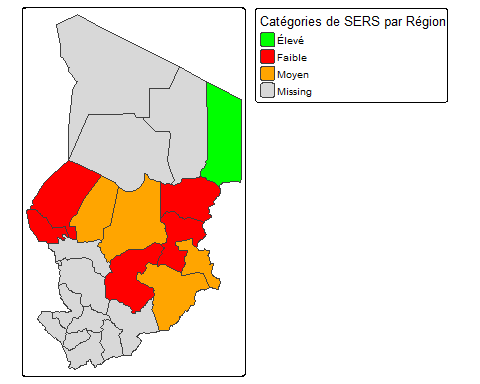 Catégories de SERS par Région
Élevé
Faible
Moyen
Missing